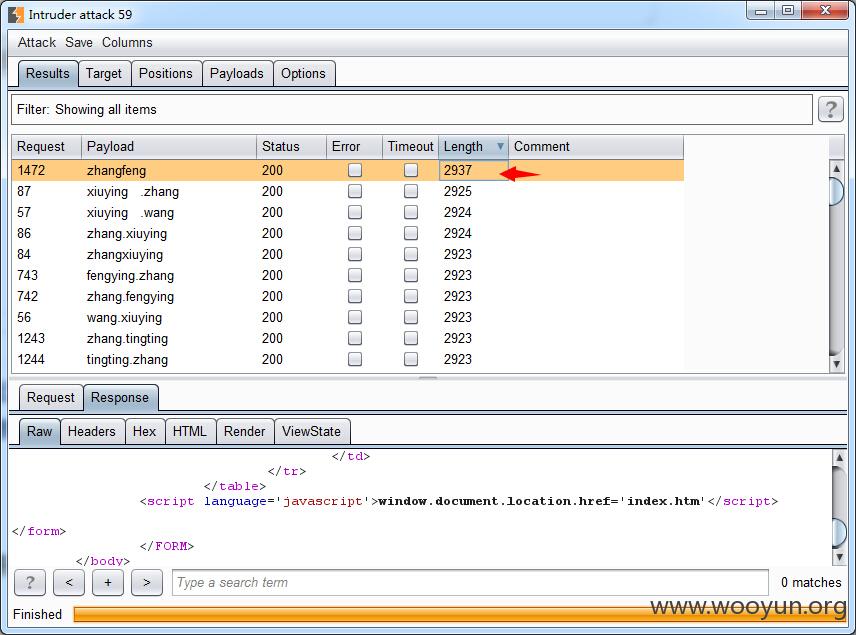 Intruder attack 59
Attack Save Columns
Results Target Positions Payloads Options
Filter: Showing all items ?
Request Payload Status Error Timeout Length Comment
1472 zhangfeng 200 2937
87 xiuying .zhang 200 2925
57 xiuying .wang 200 2924
86 zhang.xiuying 200 2924
84 zhangxiuying 200 2923
743 fengying.zhang 200 2923
742 zhang.fengying 200 2923
56 wang.xiuying 200 2923
1243 zhang.tingting 200 2923
1244 tingting.zhang 200 2923
Request Response
Raw Headers Hex HTML Render ViewState
</td>
</tr>
</table>
<script language='javascript'>window.document.location.href='index.htm'</script>
</form>
</FORM>
</body>
? < + > Type a search term 0 matches
Finished
www.wooyun.org